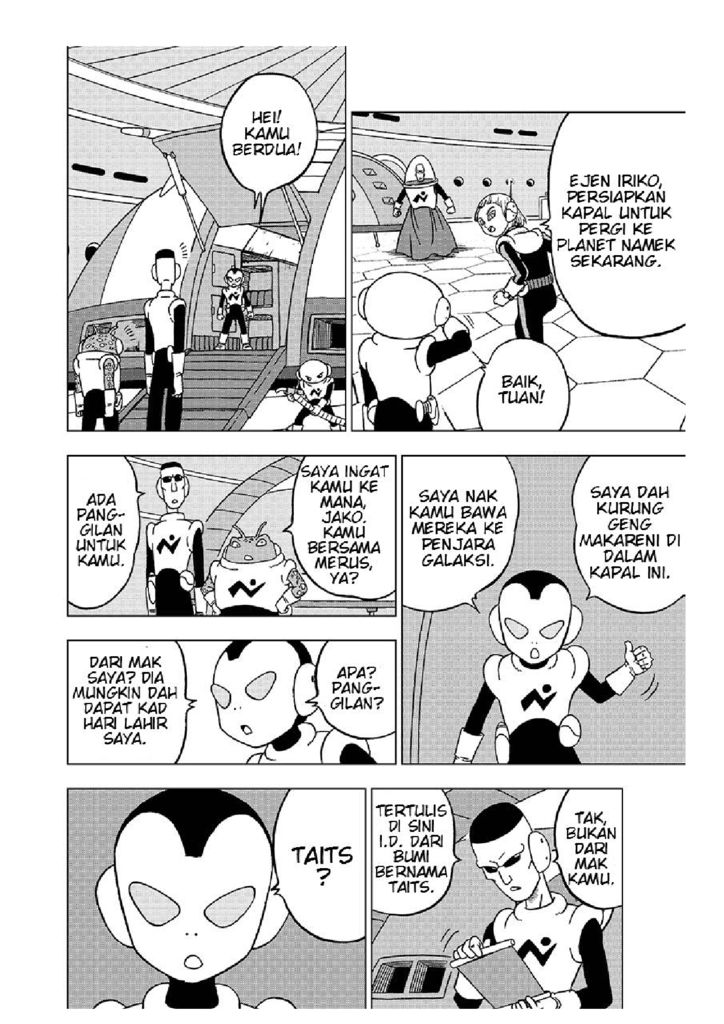 EJEN IRIKO,
PERSIAPKAN
KAPAL UNTUK
PERGI KE
PLANET NAMEK
SEKARANG.
BAIK,
TUAN!
HEI!
KAMU
BERDUA!
SAYA DAH
KURUNG
GENG
MAKARENI DI
DALAM
KAPAL INI.
SAYA NAK
KAMU BAWA
MEREKA KE
PENJARA
GALAKSI.
SAYA INGAT
KAMU KE
MANA,
JAKO.
KAMU
BERSAMA
MERUS,
YA?
ADA
PANG-
GILAN
UNTUK
KAMU.
APA?
PANG-
GILAN?
DARI MAK
SAYA? DIA
MUNGKIN DAH
DAPAT KAD
HARI LAHIR
SAYA.
TAK,
BUKAN
DARI
MAK
KAMU.
TERTULIS
DI SINI
I.D. DARI
BUMI
BERNAMA
TAITS.
TAITS
?